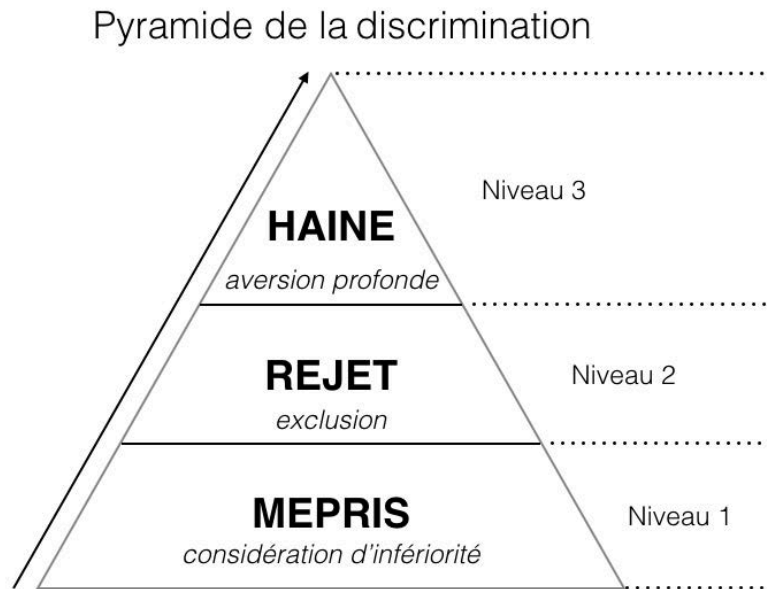 Pyramide de la discrimination
Niveau 3
HAINE
aversion profonde
Niveau 2
REJET
exclusion
Niveau 1
MEPRIS
considération d'infériorité